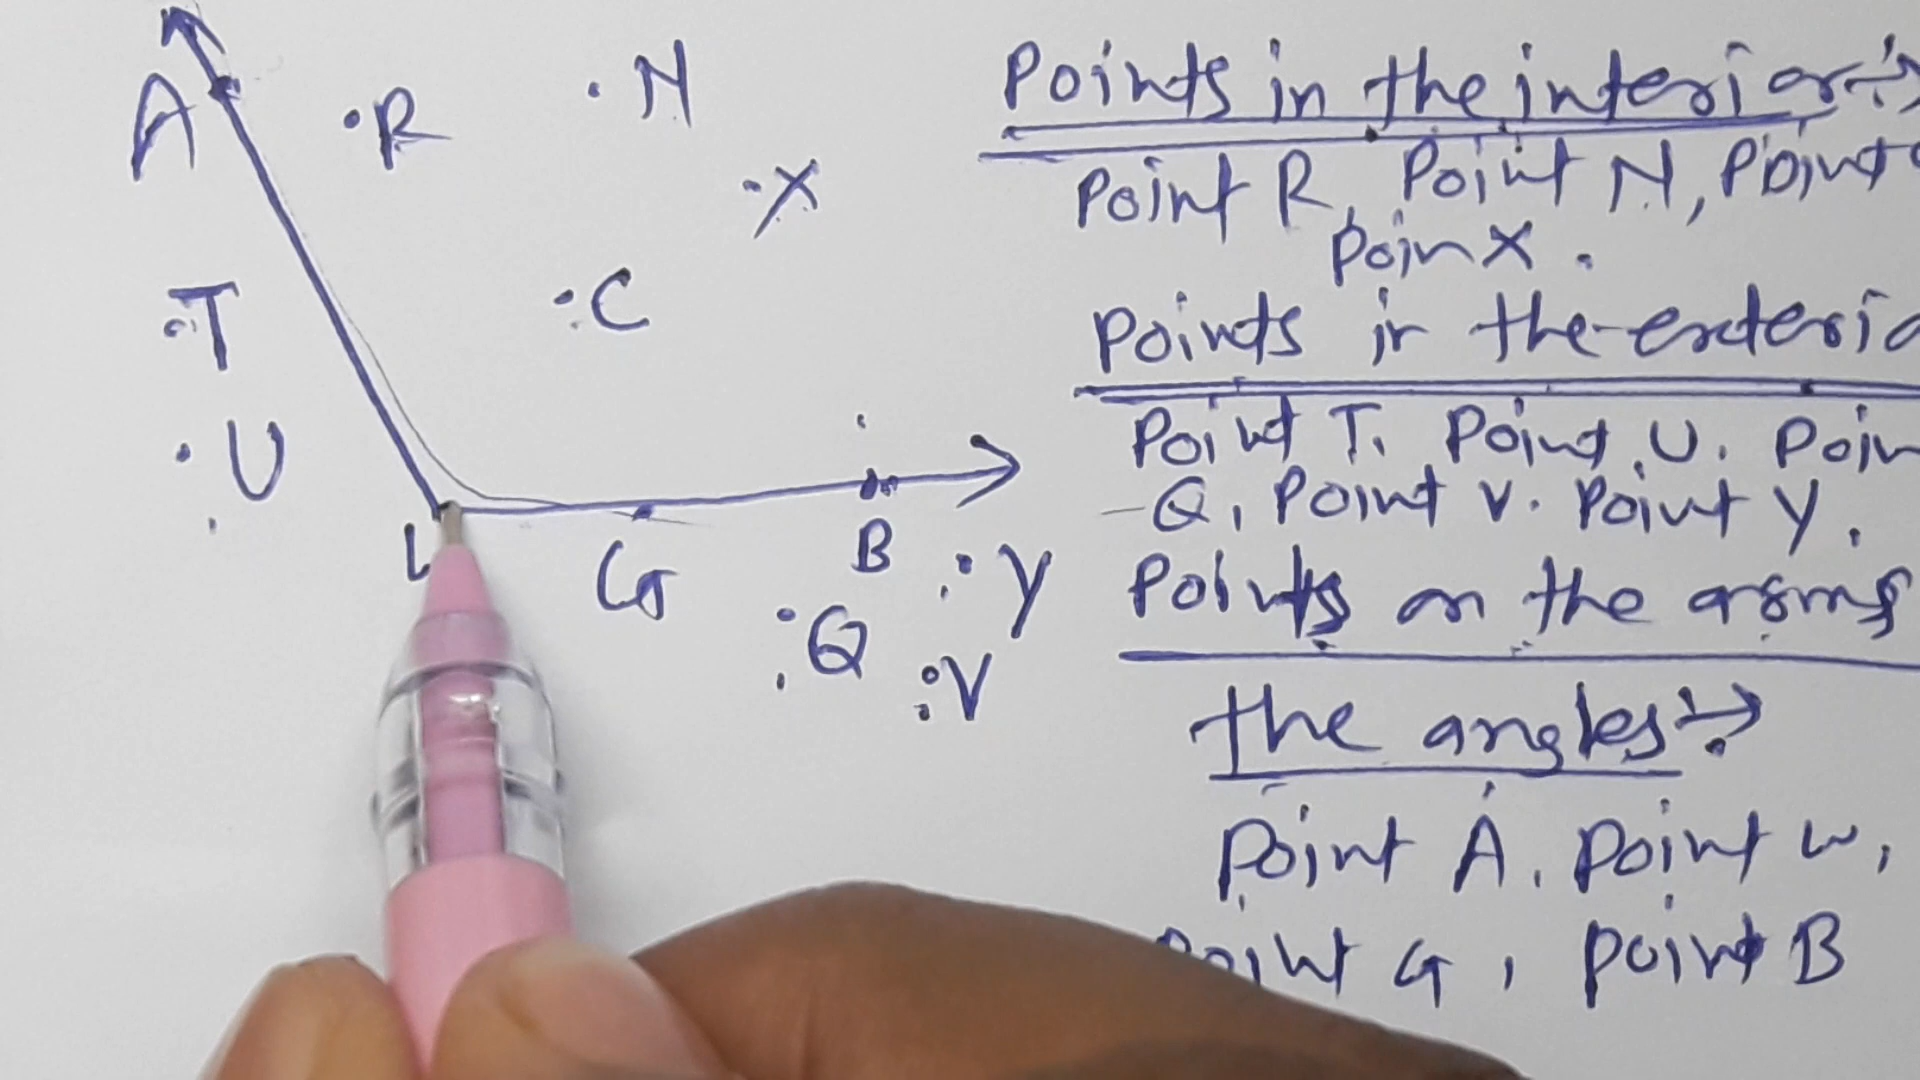 A
R
N
X
T
C
U
G
B
Y
Q
V
Points in the interior →
Point R, Point N, Point
Poin X .
Points in the exterio
Point T, Point U, Poin
Q, Point V. Point Y.
Points on the arms
the angles →
Point A, Point W,
Point G, Point B